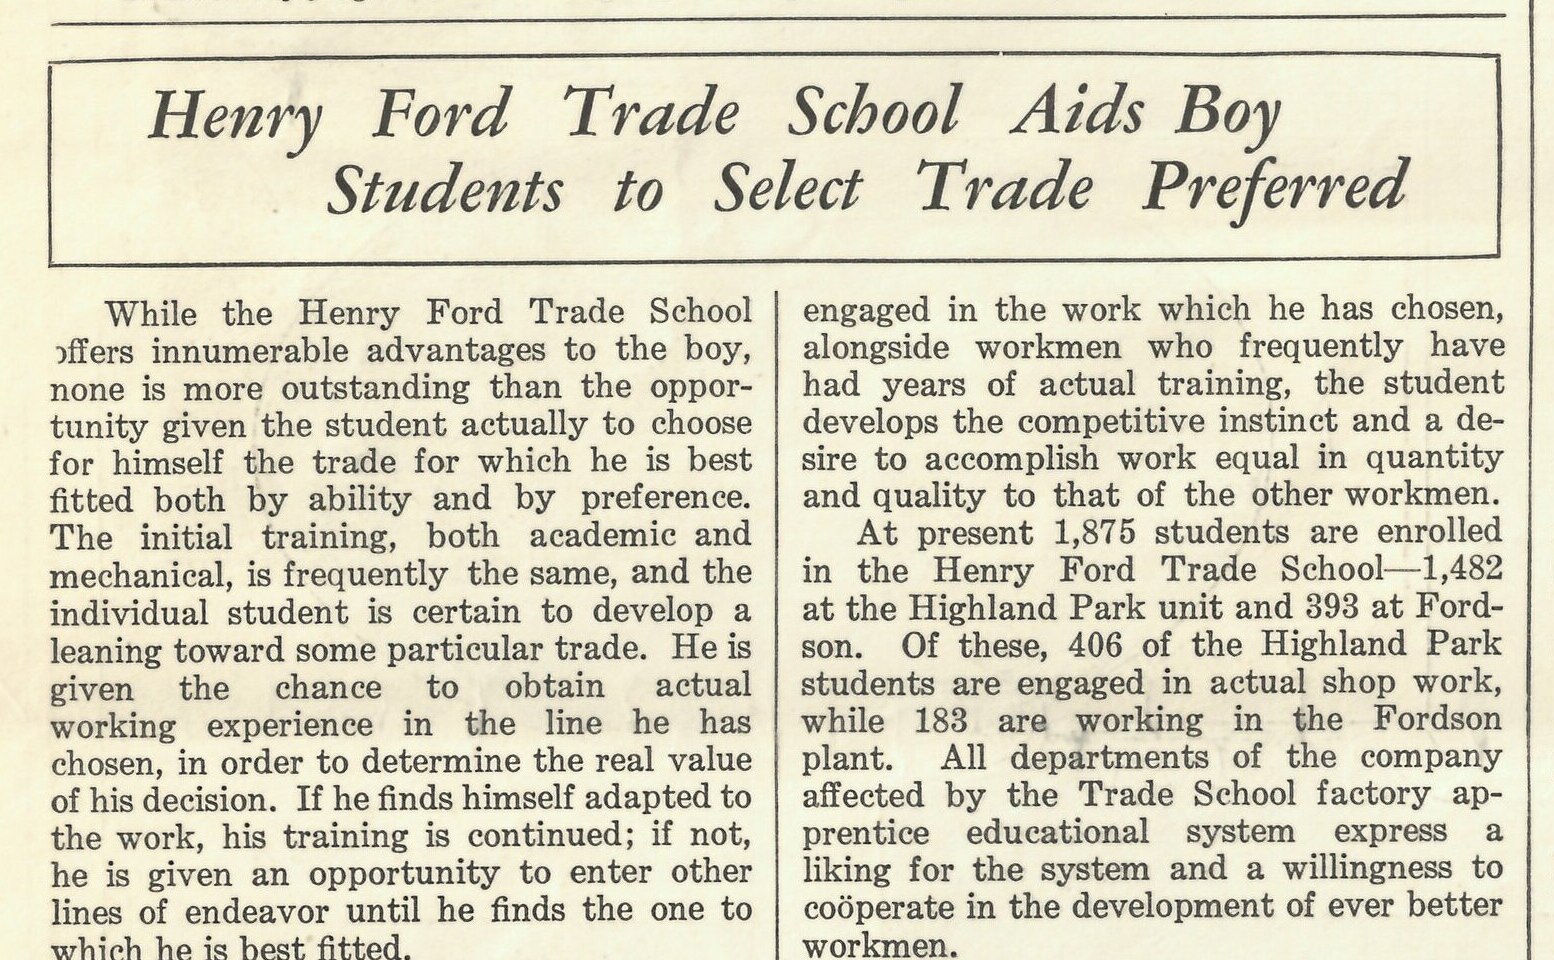 Henry Ford Trade School Aids Boy
Students to Select Trade Preferred
While the Henry Ford Trade School
offers innumerable advantages to the boy,
none is more outstanding than the oppor-
tunity given the student actually to choose
for himself the trade for which he is best
fitted both by ability and by preference.
The initial training, both academic and
mechanical, is frequently the same, and the
individual student is certain to develop a
leaning toward some particular trade. He is
given the chance to obtain actual
working experience in the line he has
chosen, in order to determine the real value
of his decision. If he finds himself adapted to
the work, his training is continued; if not,
he is given an opportunity to enter other
lines of endeavor until he finds the one to
which he is best fitted.
engaged in the work which he has chosen,
alongside workmen who frequently have
had years of actual training, the student
develops the competitive instinct and a de-
sire to accomplish work equal in quantity
and quality to that of the other workmen.
At present 1,875 students are enrolled
in the Henry Ford Trade School—1,482
at the Highland Park unit and 393 at Ford-
son. Of these, 406 of the Highland Park
students are engaged in actual shop work,
while 183 are working in the Fordson
plant. All departments of the company
affected by the Trade School factory ap-
prentice educational system express a
liking for the system and a willingness to
coöperate in the development of ever better
workmen.